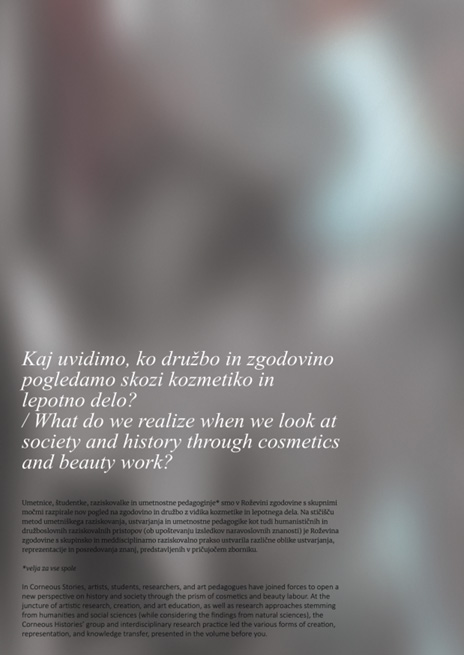 Kaj uvidimo, ko družbo in zgodovino
pogledamo skozi kozmetiko in
lepotno delo?
/ What do we realize when we look at
society and history through cosmetics
and beauty work?
Umetnice, študentke, raziskovalke in umetnostne pedagoginje* smo v Roževini zgodovine s skupnimi
močmi razpirale nov pogled na zgodovino in družbo z vidika kozmetike in lepotnega dela. Na stičišču
metod umetniškega raziskovanja, ustvarjanja in umetnostne pedagogike kot tudi humanističnih in
družboslovnih raziskovalnih pristopov (ob upoštevanju izsledkov naravoslovnih znanosti) je Roževina
zgodovine s skupinsko in meddisciplinarno raziskovalno prakso ustvarila različne oblike ustvarjanja,
reprezentacije in posredovanja znanj, predstavljenih v pričujočem zborniku.
*velja za vse spole
In Corneous Stories, artists, students, researchers, and art pedagogues have joined forces to open a
new perspective on history and society through the prism of cosmetics and beauty labour. At the
juncture of artistic research, creation, and art education, as well as research approaches stemming
from humanities and social sciences (while considering the findings from natural sciences), the
Corneous Histories' group and interdisciplinary research practice led the various forms of creation,
representation, and knowledge transfer, presented in the volume before you.